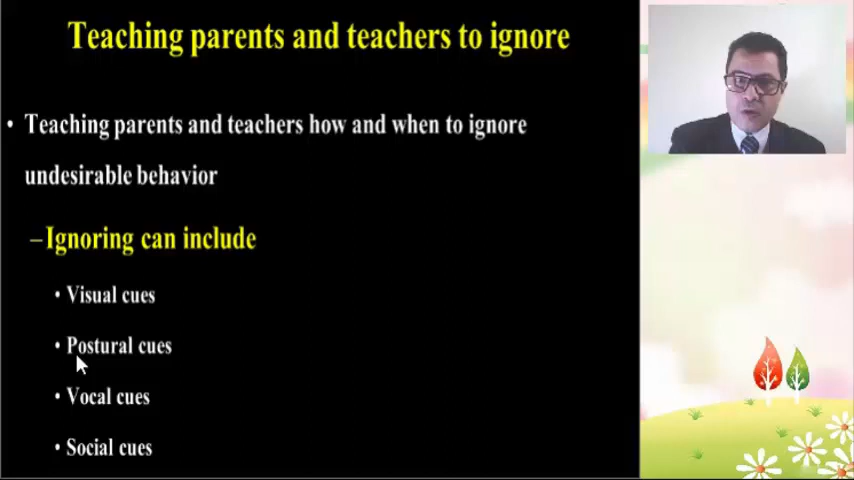 Teaching parents and teachers to ignore
• Teaching parents and teachers how and when to ignore
undesirable behavior
–Ignoring can include
• Visual cues
• Postural cues
• Vocal cues
• Social cues